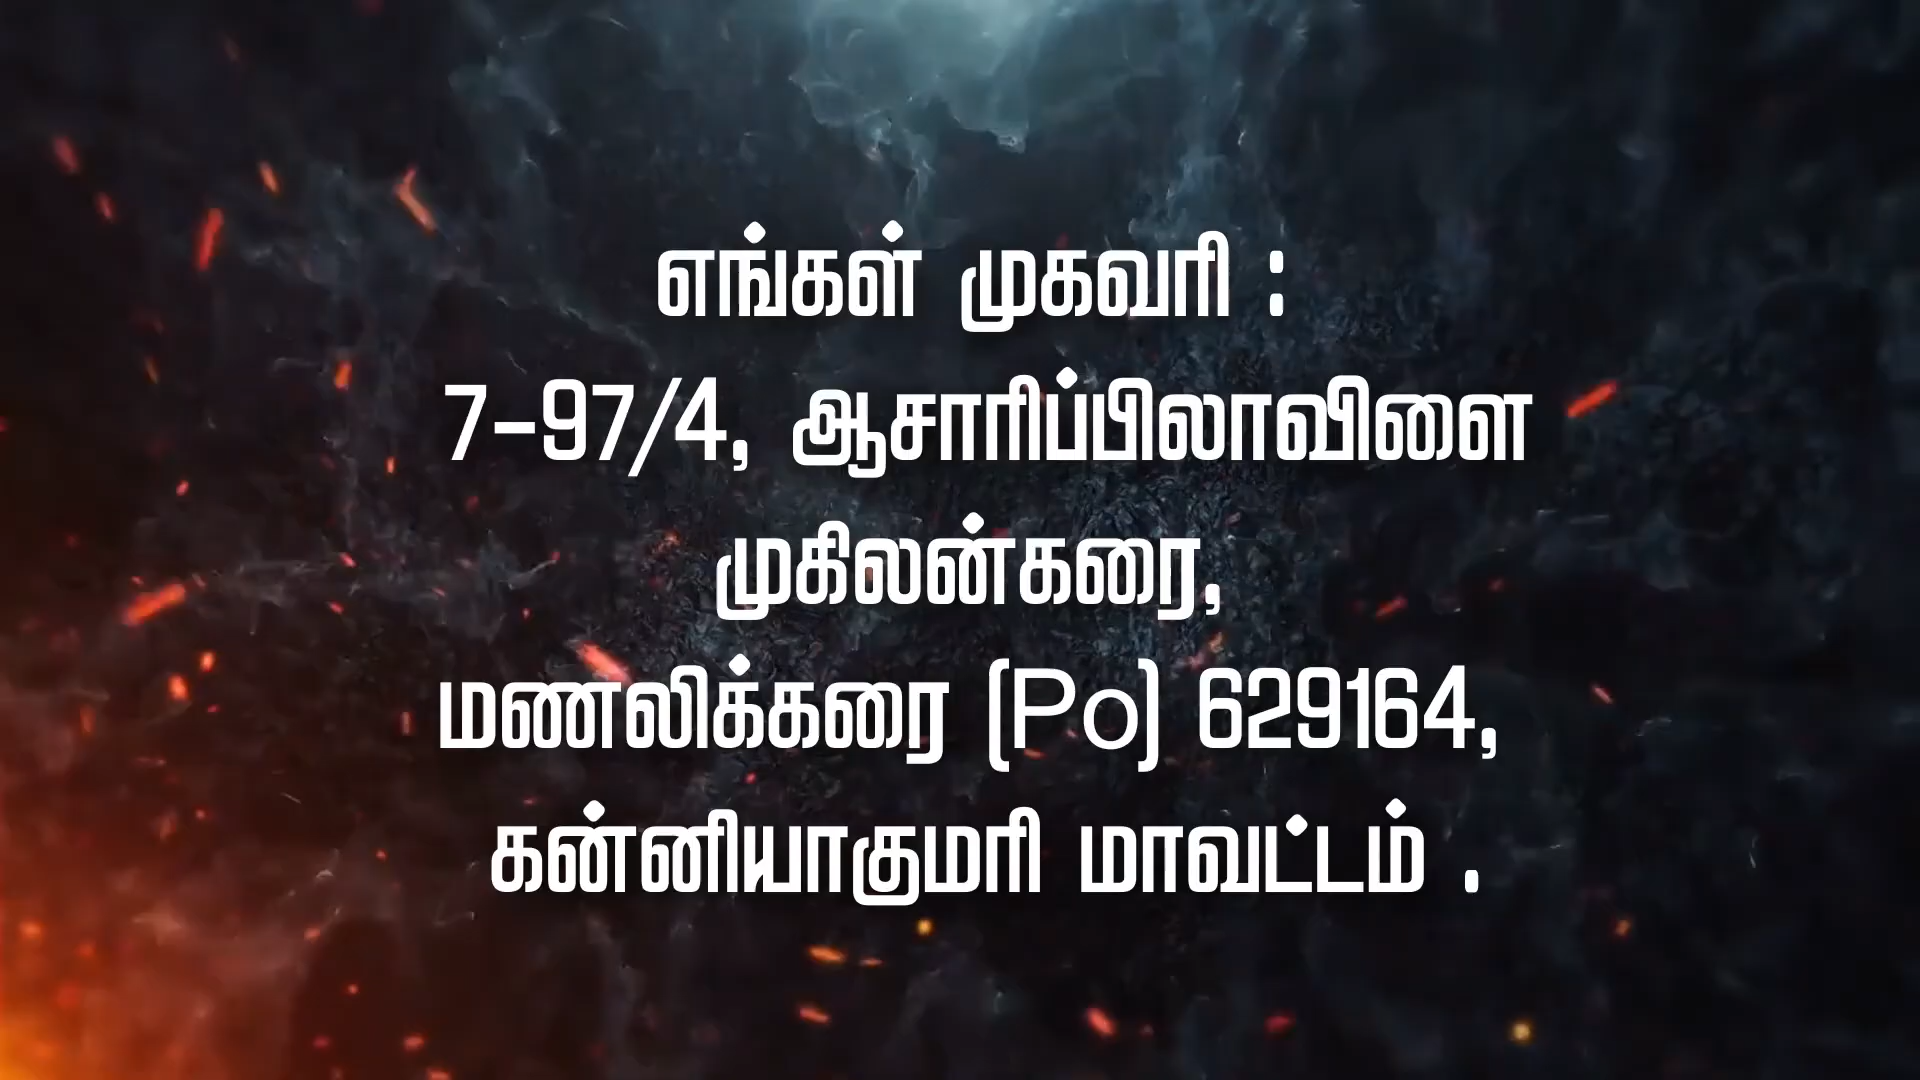 எங்கள் முகவரி :
7-97/4, ஆசாரிப்பிலாவிளை
முகிலன்கரை,
மணலிக்கரை (Po) 629164,
கன்னியாகுமரி மாவட்டம் .